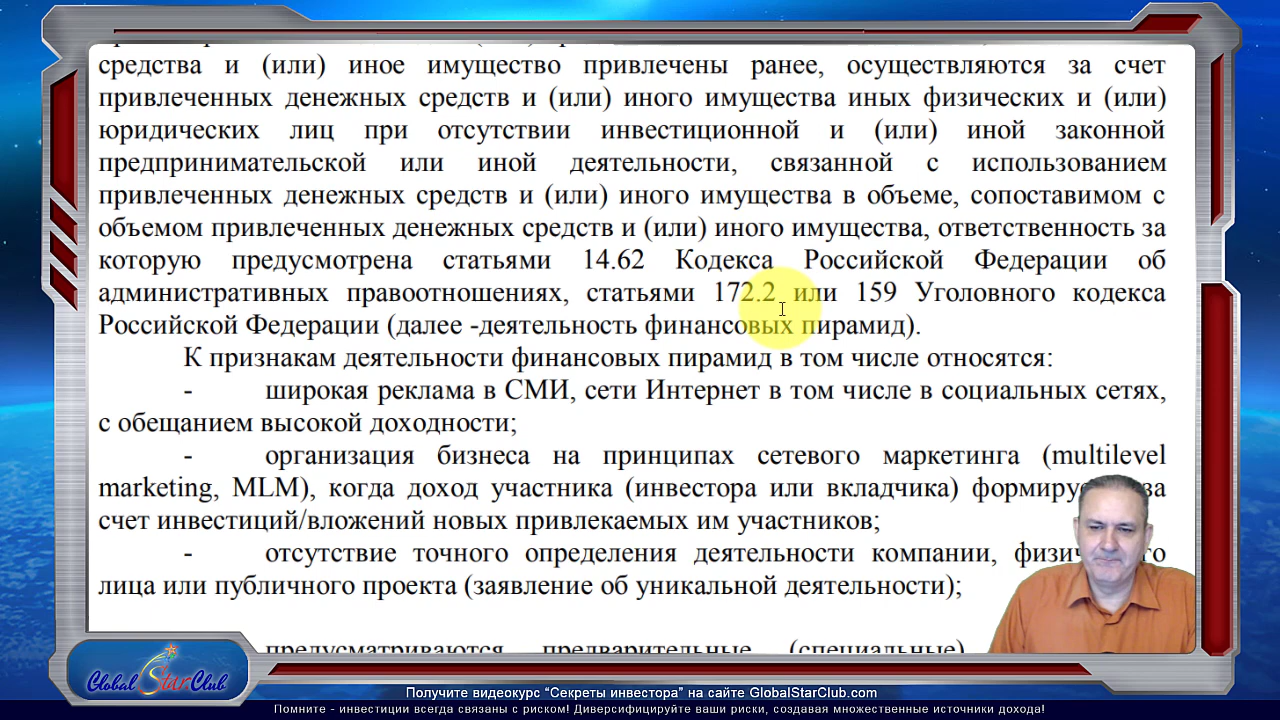 средства и (или) иное имущество привлечены ранее, осуществляются за счет
привлеченных денежных средств и (или) иного имущества иных физических и (или)
юридических лиц при отсутствии инвестиционной и (или) иной законной
предпринимательской или иной деятельности, связанной с использованием
привлеченных денежных средств и (или) иного имущества в объеме, сопоставимом с
объемом привлеченных денежных средств и (или) иного имущества, ответственность за
которую предусмотрена статьями 14.62 Кодекса Российской Федерации об
административных правоотношениях, статьями 172.2 или 159 Уголовного кодекса
Российской Федерации (далее -деятельность финансовых пирамид).
К признакам деятельности финансовых пирамид в том числе относятся:
- широкая реклама в СМИ, сети Интернет в том числе в социальных сетях,
с обещанием высокой доходности;
- организация бизнеса на принципах сетевого маркетинга (multilevel
marketing, MLM), когда доход участника (инвестора или вкладчика) за
счет инвестиций/вложений новых привлекаемых им участников;
- отсутствие точного определения деятельности компании,
лица или публичного проекта (заявление об уникальной деятельности);
предусматриваются предварительные (специальные)
Global Star Club
Получите видеокурс "Секреты инвестора" на сайте GlobalStarClub.com
Помните - инвестиции всегда связаны с риском! Диверсифицируйте ваши риски, создавая множественные источники дохода!